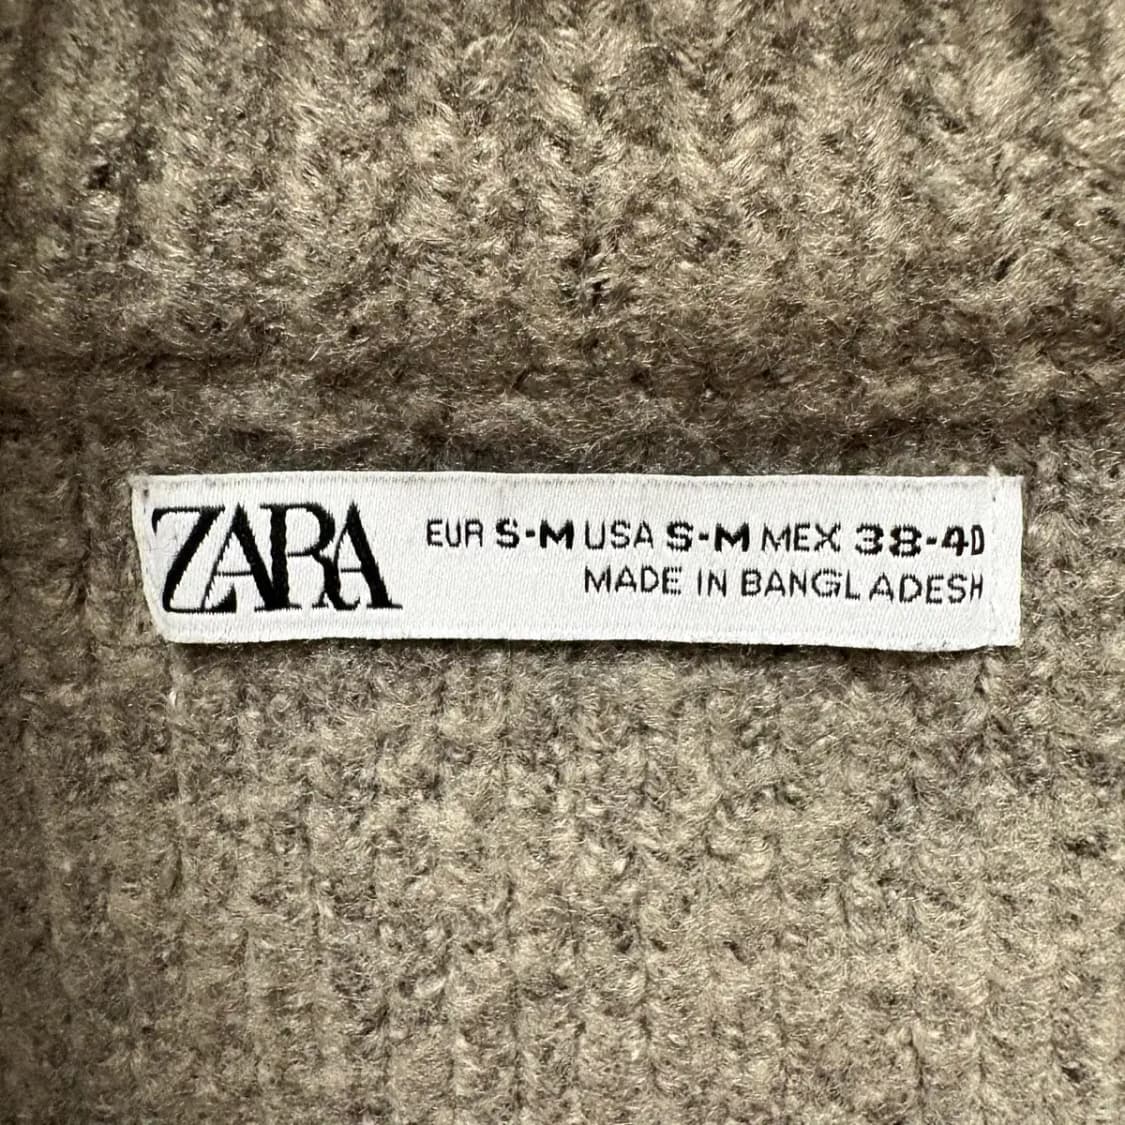 ZARA
EUR S-M USA S-M MEX 38-40
MADE IN BANGLADESH